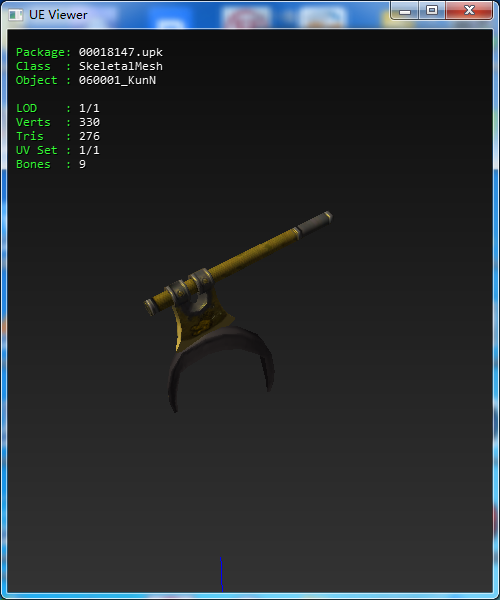 UE Viewer
Package: 00018147.upk
Class : SkeletalMesh
Object : 060001_KunN
LOD : 1/1
Verts : 330
Tris : 276
UV Set : 1/1
Bones : 9